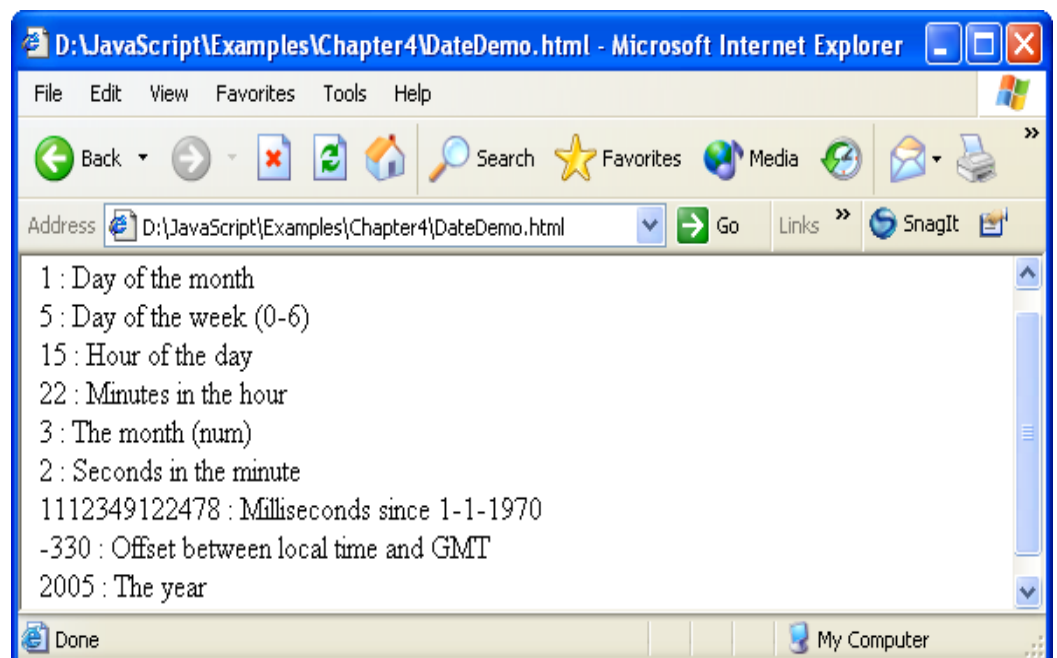 D:\JavaScript\Examples\Chapter4\DateDemo.html - Microsoft Internet Explorer
File Edit View Favorites Tools Help
Back Search Favorites Media »
Address D:\JavaScript\Examples\Chapter4\DateDemo.html Go Links » SnagIt
1 : Day of the month
5 : Day of the week (0-6)
15 : Hour of the day
22 : Minutes in the hour
3 : The month (num)
2 : Seconds in the minute
1112349122478 : Milliseconds since 1-1-1970
-330 : Offset between local time and GMT
2005 : The year
Done My Computer